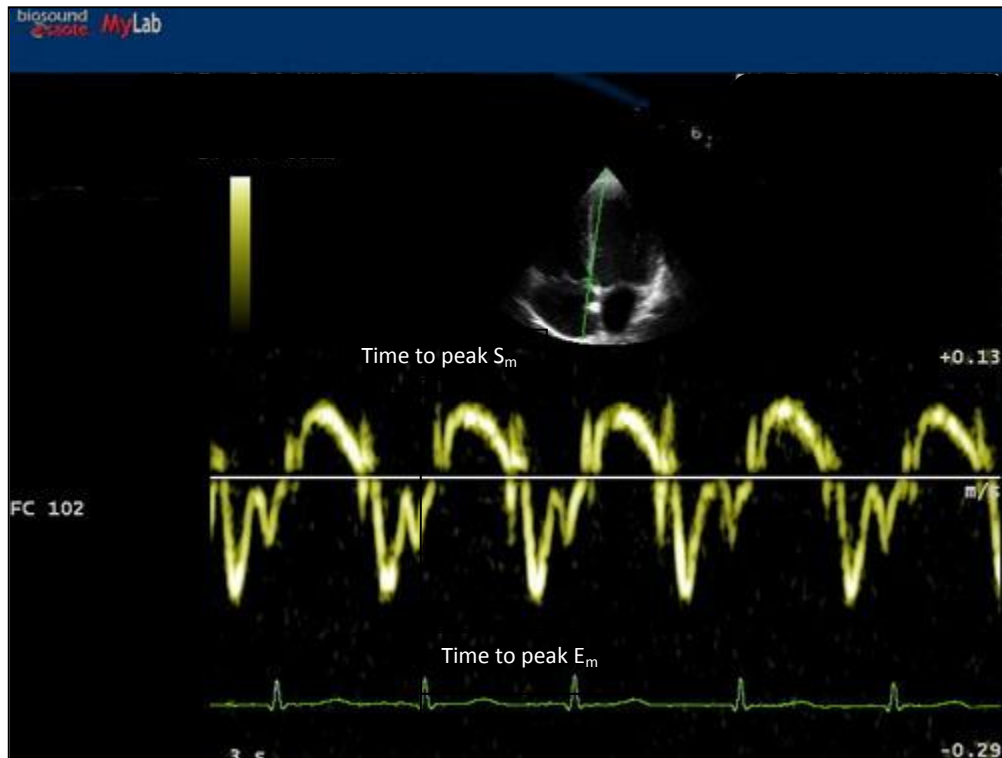 biosound
esaote MyLab
Time to peak Sm
+0.13
m/s
FC 102
Time to peak Em
-0.29